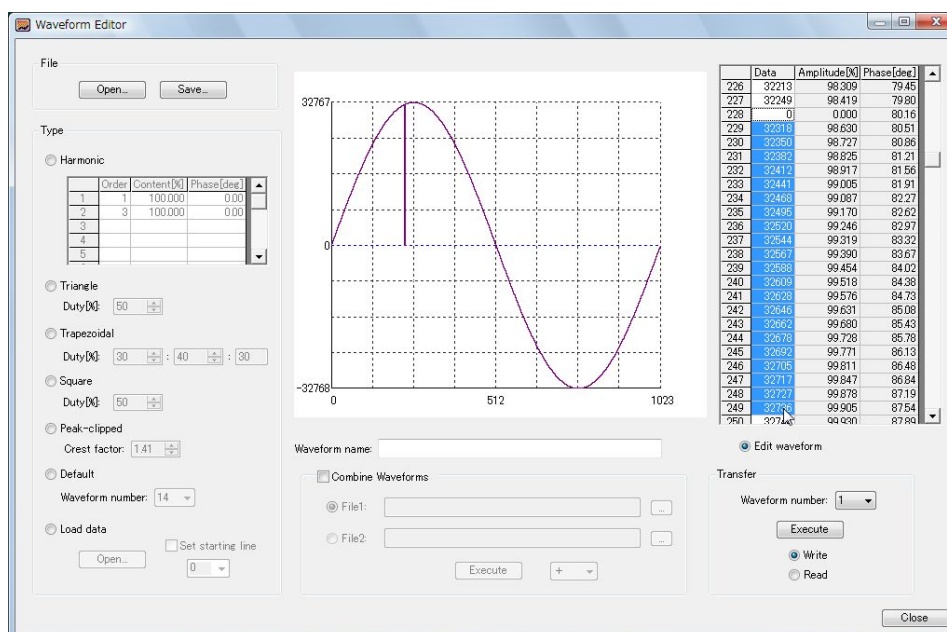 Waveform Editor
File
Open... Save...
Type
Harmonic
Order Content[%] Phase[deg]
1 1 100.000 0.00
2 3 100.000 0.00
3
4
5
Triangle
Duty[%]: 50
Trapezoidal
Duty[%]: 30 : 40 : 30
Square
Duty[%]: 50
Peak-clipped
Crest factor: 1.41
Default
Waveform number: 14
Load data
Open... Set starting line
0
32767
0
-32768
0 512 1023
Waveform name:
Combine Waveforms
File1: ...
File2: ...
Execute +
Data Amplitude[%] Phase[deg]
226 32213 98.309 79.45
227 32249 98.419 79.80
228 0 0.000 80.16
229 32318 98.630 80.51
230 32350 98.727 80.86
231 32382 98.825 81.21
232 32412 98.917 81.56
233 32441 99.005 81.91
234 32468 99.087 82.27
235 32495 99.170 82.62
236 32520 99.246 82.97
237 32544 99.319 83.32
238 32567 99.390 83.67
239 32588 99.454 84.02
240 32609 99.518 84.38
241 32628 99.576 84.73
242 32646 99.631 85.08
243 32662 99.680 85.43
244 32678 99.728 85.78
245 32692 99.771 86.13
246 32705 99.811 86.48
247 32717 99.847 86.84
248 32727 99.878 87.19
249 99.905 87.54
250 99.930 87.89
Edit waveform
Transfer
Waveform number: 1
Execute
Write
Read
Close